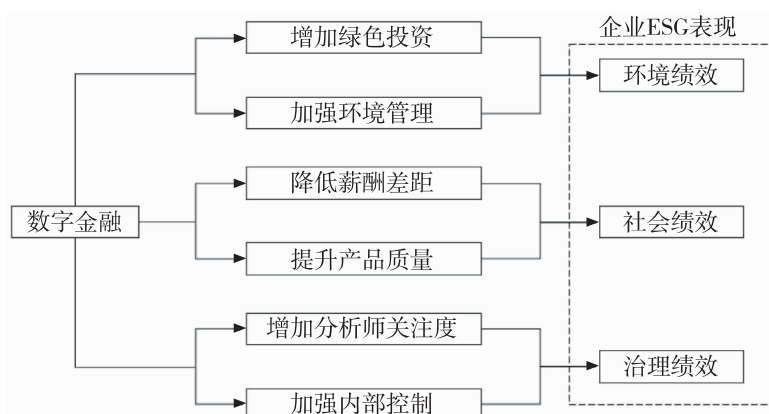 企业ESG表现
增加绿色投资
环境绩效
加强环境管理
降低薪酬差距
数字金融
社会绩效
提升产品质量
增加分析师关注度
治理绩效
加强内部控制